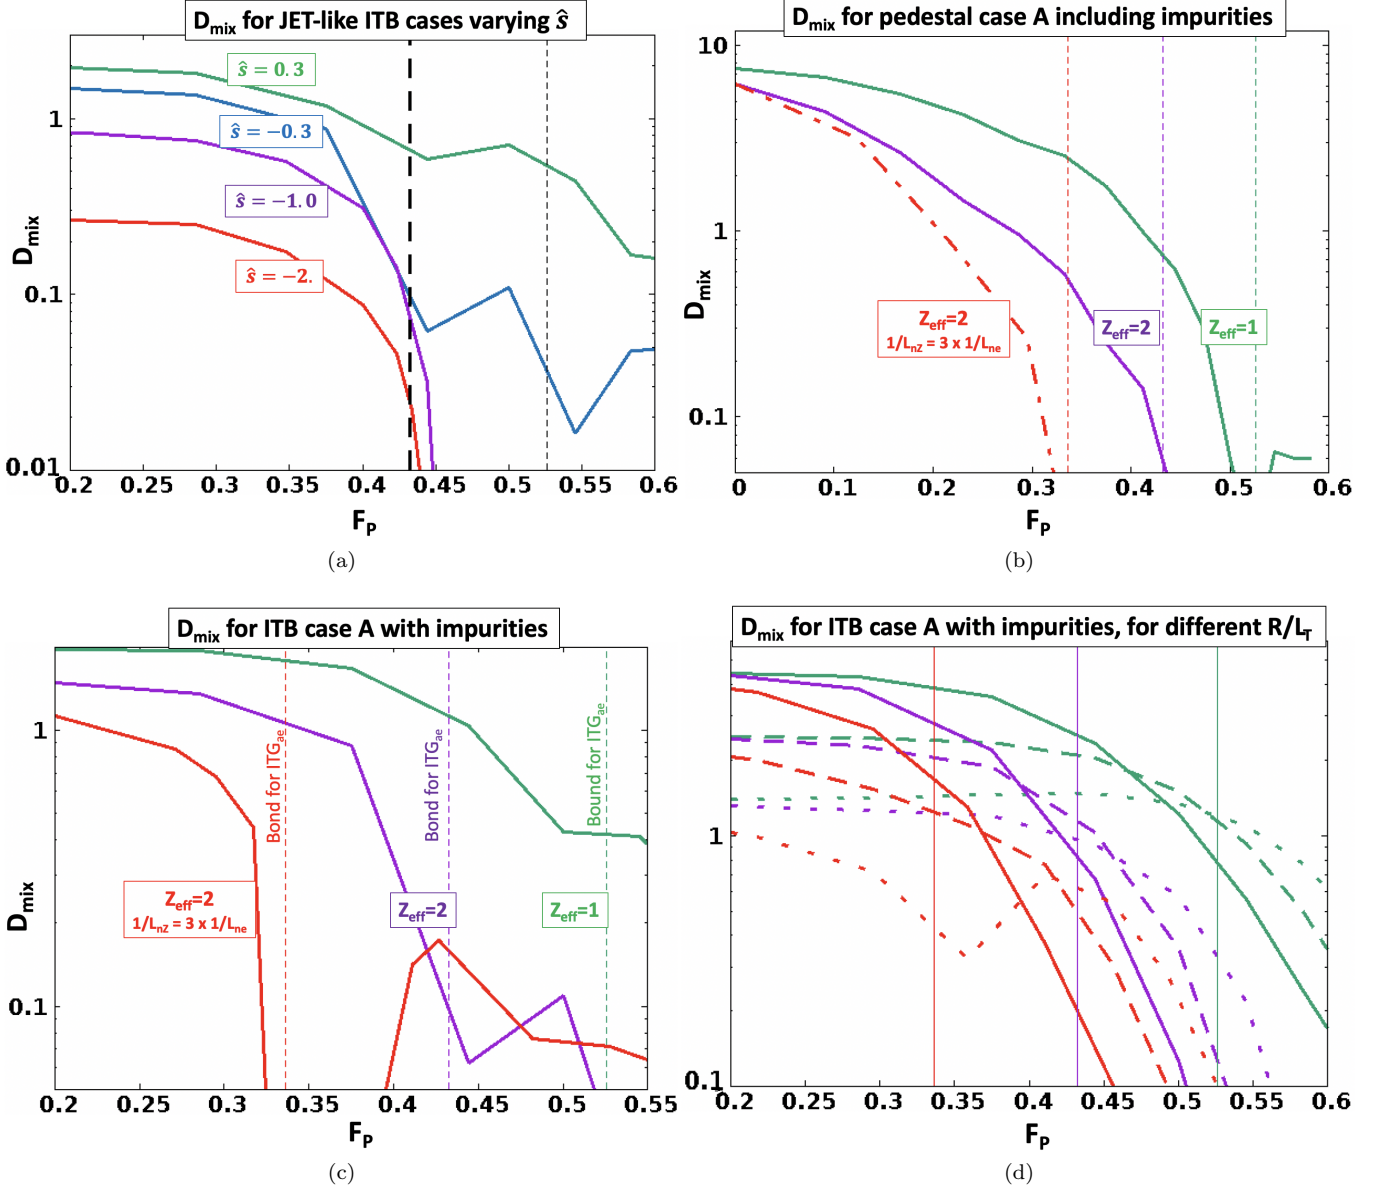 D_mix for JET-like ITB cases varying ŝ
ŝ = 0.3
ŝ = −0.3
ŝ = −1.0
ŝ = −2.
D_mix
1
0.1
0.01
0.2 0.25 0.3 0.35 0.4 0.45 0.5 0.55 0.6
F_P
(a)
D_mix for pedestal case A including impurities
10
1
0.1
D_mix
Z_eff=2
1/L_nZ = 3 x 1/L_ne
Z_eff=2
Z_eff=1
0 0.1 0.2 0.3 0.4 0.5 0.6
F_P
(b)
D_mix for ITB case A with impurities
1
0.1
D_mix
Bond for ITG_ae
Bond for ITG_ae
Bound for ITG_ae
Z_eff=2
1/L_nZ = 3 x 1/L_ne
Z_eff=2
Z_eff=1
0.2 0.25 0.3 0.35 0.4 0.45 0.5 0.55
F_P
(c)
D_mix for ITB case A with impurities, for different R/L_T
1
0.1
0.2 0.25 0.3 0.35 0.4 0.45 0.5 0.55 0.6
F_P
(d)